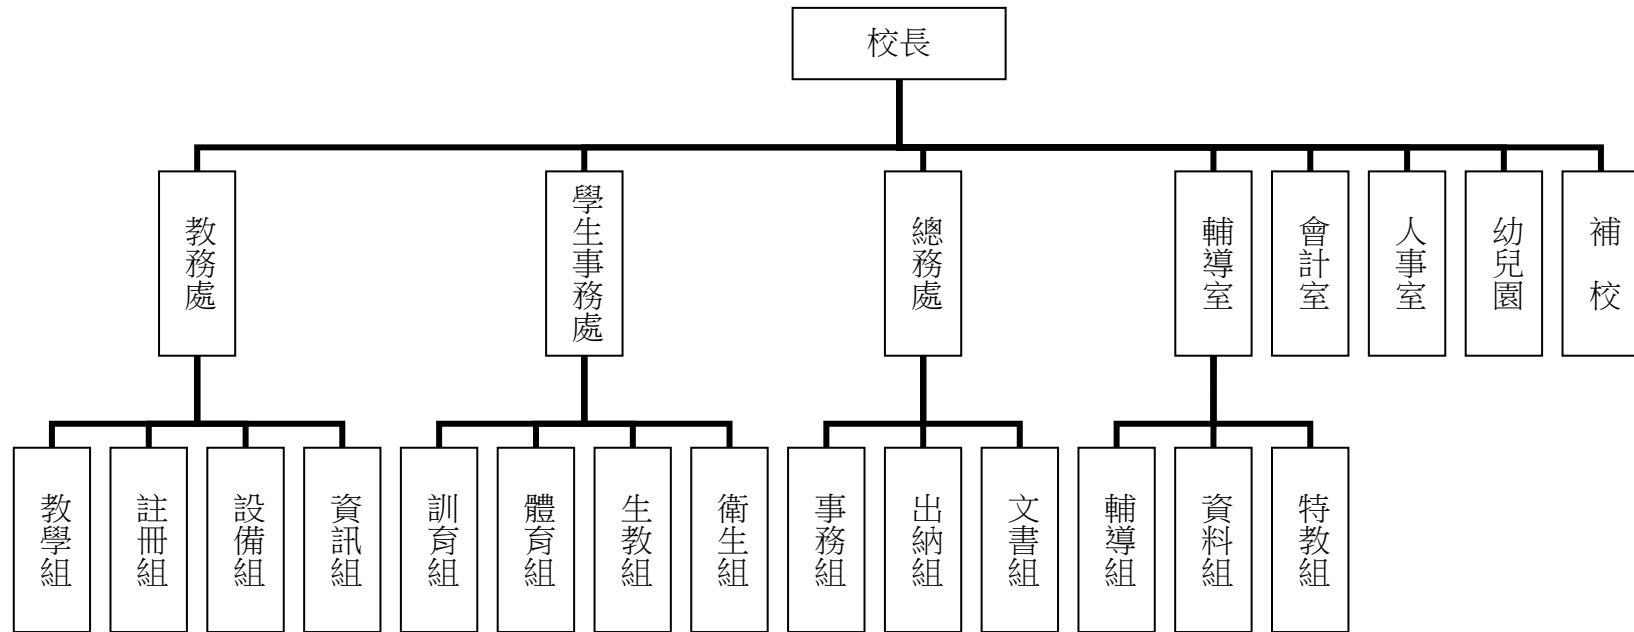 校長
教務處
學生事務處
總務處
輔導室
會計室
人事室
幼兒園
補 校
教學組
註冊組
設備組
資訊組
訓育組
體育組
生教組
衛生組
事務組
出納組
文書組
輔導組
資料組
特教組